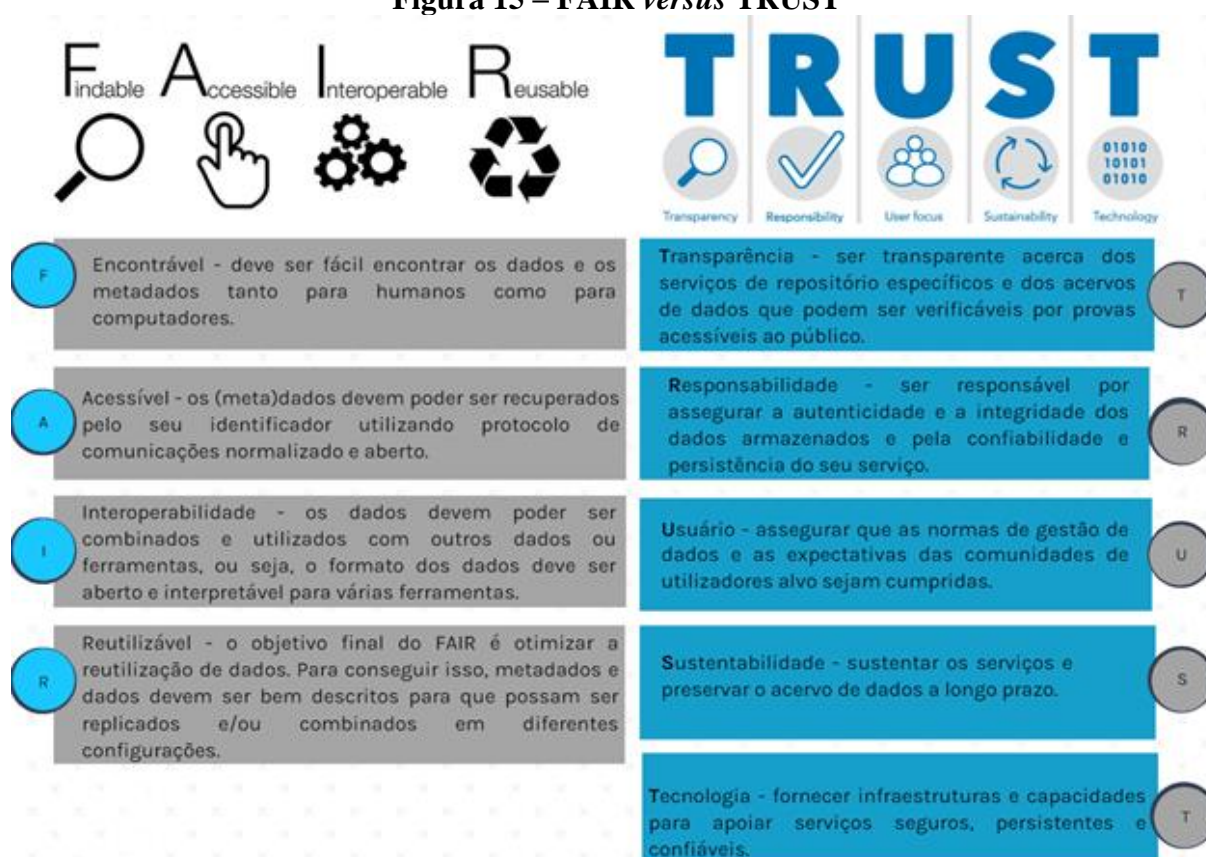 Figura 15 – FAIR versus TRUST
Findable Accessible Interoperable Reusable
TRUST
01010
10101
01010
Transparency Responsibility User focus Sustainability Technology
F
Encontrável - deve ser fácil encontrar os dados e os
metadados tanto para humanos como para
computadores.
A
Acessível - os (meta)dados devem poder ser recuperados
pelo seu identificador utilizando protocolo de
comunicações normalizado e aberto.
I
Interoperabilidade - os dados devem poder ser
combinados e utilizados com outros dados ou
ferramentas, ou seja, o formato dos dados deve ser
aberto e interpretável para várias ferramentas.
R
Reutilizável - o objetivo final do FAIR é otimizar a
reutilização de dados. Para conseguir isso, metadados e
dados devem ser bem descritos para que possam ser
replicados e/ou combinados em diferentes
configurações.
Transparência - ser transparente acerca dos
serviços de repositório específicos e dos acervos
de dados que podem ser verificáveis por provas
acessíveis ao público.
T
Responsabilidade - ser responsável por
assegurar a autenticidade e a integridade dos
dados armazenados e pela confiabilidade e
persistência do seu serviço.
R
Usuário - assegurar que as normas de gestão de
dados e as expectativas das comunidades de
utilizadores alvo sejam cumpridas.
U
Sustentabilidade - sustentar os serviços e
preservar o acervo de dados a longo prazo.
S
Tecnologia - fornecer infraestruturas e capacidades
para apoiar serviços seguros, persistentes e
confiáveis.
T